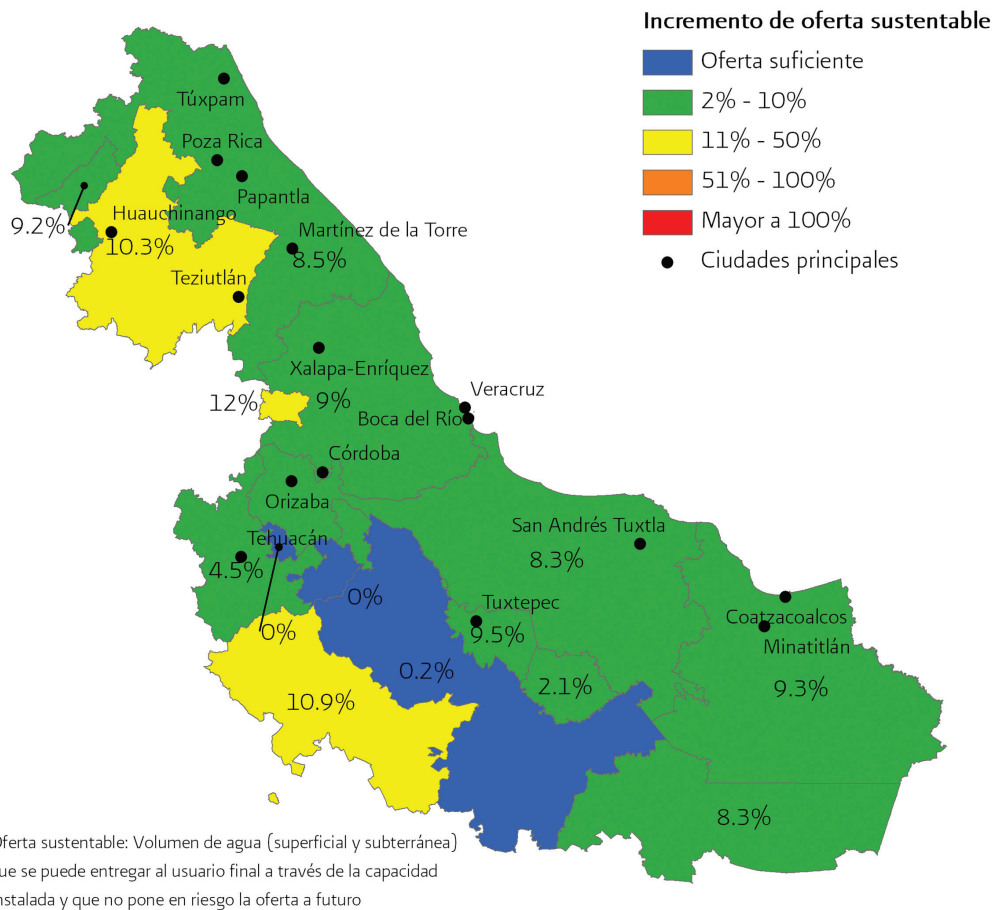 Incremento de oferta sustentable
Oferta suficiente
2% - 10%
11% - 50%
51% - 100%
Mayor a 100%
Ciudades principales
Túxpam
Poza Rica
Papantla
9.2%
Huauchinango
10.3%
Martínez de la Torre
8.5%
Teziutlán
Xalapa-Enríquez
12%
9%
Veracruz
Boca del Río
Córdoba
Orizaba
Tehuacán
4.5%
San Andrés Tuxtla
8.3%
0%
Tuxtepec
9.5%
0%
Coatzacoalcos
Minatitlán
0.2%
2.1%
9.3%
10.9%
8.3%
Oferta sustentable: Volumen de agua (superficial y subterránea)
ue se puede entregar al usuario final a través de la capacidad
nstalada y que no pone en riesgo la oferta a futuro